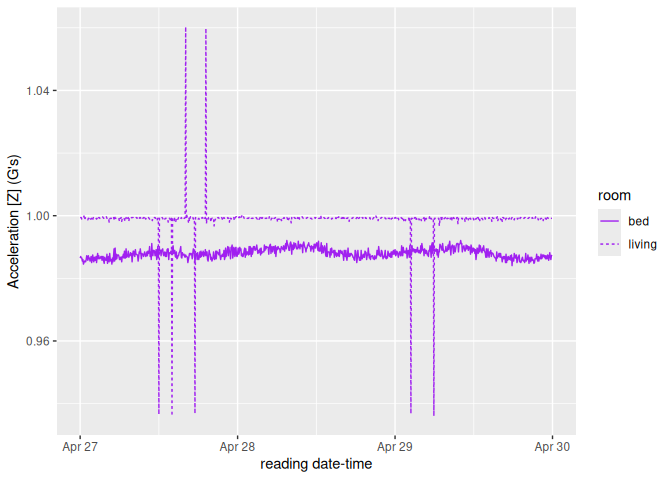 Acceleration [Z] (G's)
1.04
1.00
0.96
Apr 27
Apr 28
Apr 29
Apr 30
reading date-time
room
bed
living